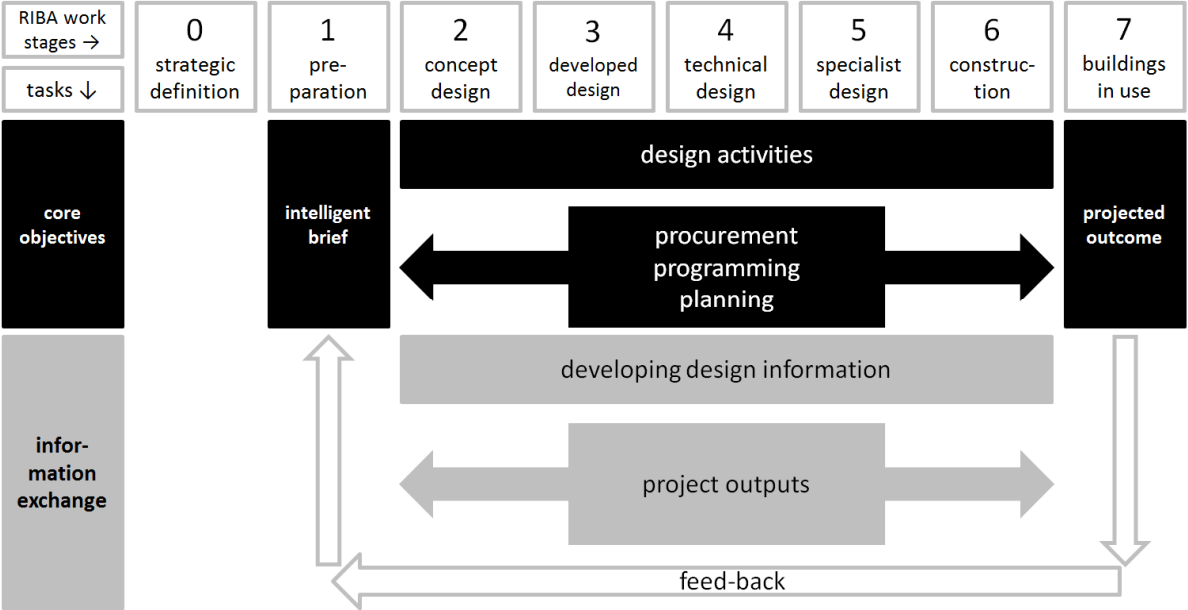 RIBA work
stages →
0
strategic
definition
1
pre-
paration
2
concept
design
3
developed
design
4
technical
design
5
specialist
design
6
construc-
tion
7
buildings
in use
tasks ↓
core
objectives
intelligent
brief
design activities
procurement
programming
planning
projected
outcome
infor-
mation
exchange
developing design information
project outputs
feed-back